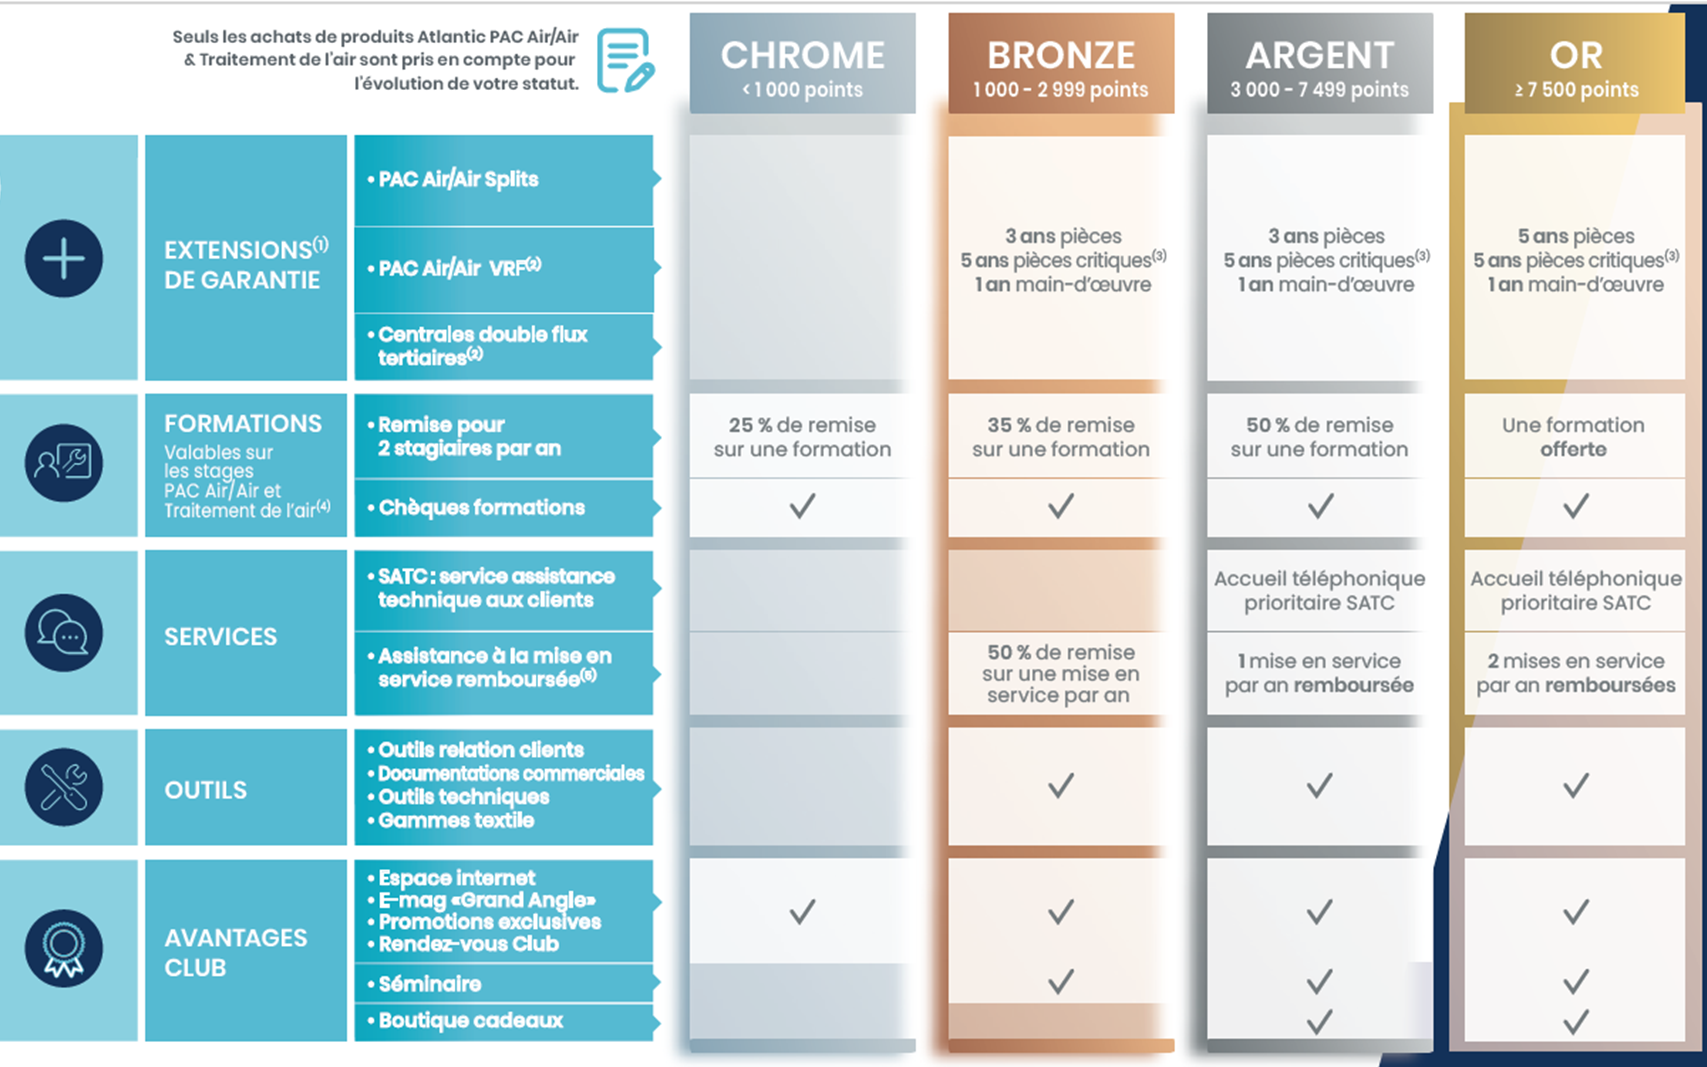 Seuls les achats de produits Atlantic PAC Air/Air
& Traitement de l'air sont pris en compte pour
l'évolution de votre statut.
CHROME
< 1 000 points
BRONZE
1 000 - 2 999 points
ARGENT
3 000 - 7 499 points
OR
≥ 7 500 points
EXTENSIONS(1)
DE GARANTIE
• PAC Air/Air Splits
• PAC Air/Air VRF(2)
• Centrales double flux
tertiaires(2)
3 ans pièces
5 ans pièces critiques(3)
1 an main-d'œuvre
3 ans pièces
5 ans pièces critiques(3)
1 an main-d'œuvre
5 ans pièces
5 ans pièces critiques(3)
1 an main-d'œuvre
FORMATIONS
Valables sur
les stages
PAC Air/Air et
Traitement de l'air(4)
• Remise pour
2 stagiaires par an
25 % de remise
sur une formation
35 % de remise
sur une formation
50 % de remise
sur une formation
Une formation
offerte
• Chèques formations
✓
✓
✓
✓
SERVICES
• SATC : service assistance
technique aux clients
Accueil téléphonique
prioritaire SATC
Accueil téléphonique
prioritaire SATC
• Assistance à la mise en
service remboursée(5)
50 % de remise
sur une mise en
service par an
1 mise en service
par an remboursée
2 mises en service
par an remboursées
OUTILS
• Outils relation clients
• Documentations commerciales
• Outils techniques
• Gammes textile
✓
✓
✓
AVANTAGES
CLUB
• Espace internet
• E-mag «Grand Angle»
• Promotions exclusives
• Rendez-vous Club
✓
✓
✓
✓
• Séminaire
✓
✓
✓
• Boutique cadeaux
✓
✓